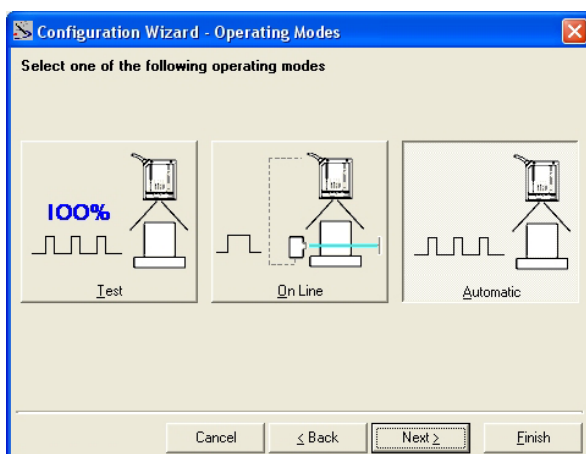 Configuration Wizard - Operating Modes
Select one of the following operating modes
100%
Test
On Line
Automatic
Cancel
< Back
Next >
Finish